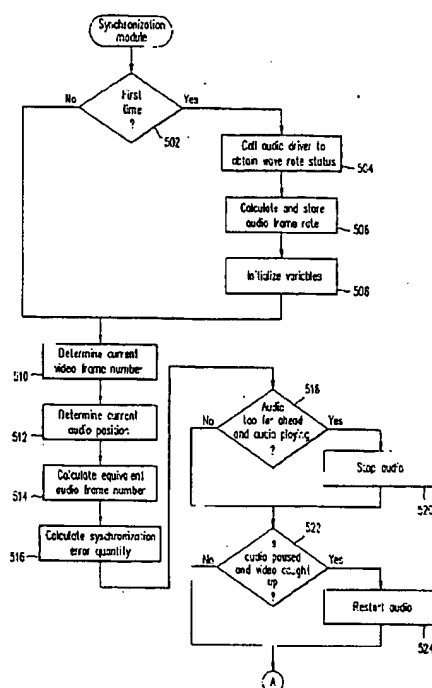 Synchronization
module
First
time
?
No
Yes
502
Call audio driver to
obtain wave rate status
504
Calculate and store
audio frame rate
506
Initialize variables
508
Determine current
video frame number
510
Determine current
audio position
512
Calculate equivalent
audio frame number
514
Calculate synchronization
error quantity
516
Audio
too far ahead
and audio playing
?
518
No
Yes
Stop audio
520
Is
audio paused
and video caught
up
?
522
No
Yes
Restart audio
524
A